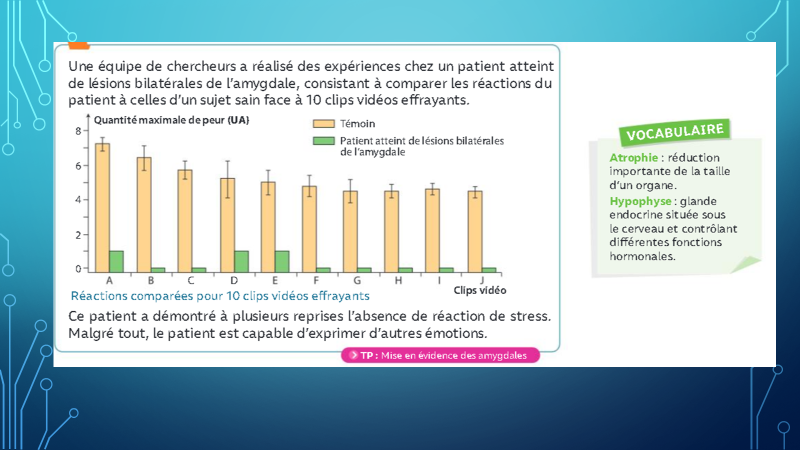 Une équipe de chercheurs a réalisé des expériences chez un patient atteint
de lésions bilatérales de l'amygdale, consistant à comparer les réactions du
patient à celles d'un sujet sain face à 10 clips vidéos effrayants.
Quantité maximale de peur (UA)
Témoin
Patient atteint de lésions bilatérales
de l'amygdale
8
6
4
2
0
A B C D E F G H I J
Clips vidéo
Réactions comparées pour 10 clips vidéos effrayants
Ce patient a démontré à plusieurs reprises l'absence de réaction de stress.
Malgré tout, le patient est capable d'exprimer d'autres émotions.
TP : Mise en évidence des amygdales
VOCABULAIRE
Atrophie : réduction
importante de la taille
d'un organe.
Hypophyse : glande
endocrine située sous
le cerveau et contrôlant
différentes fonctions
hormonales.